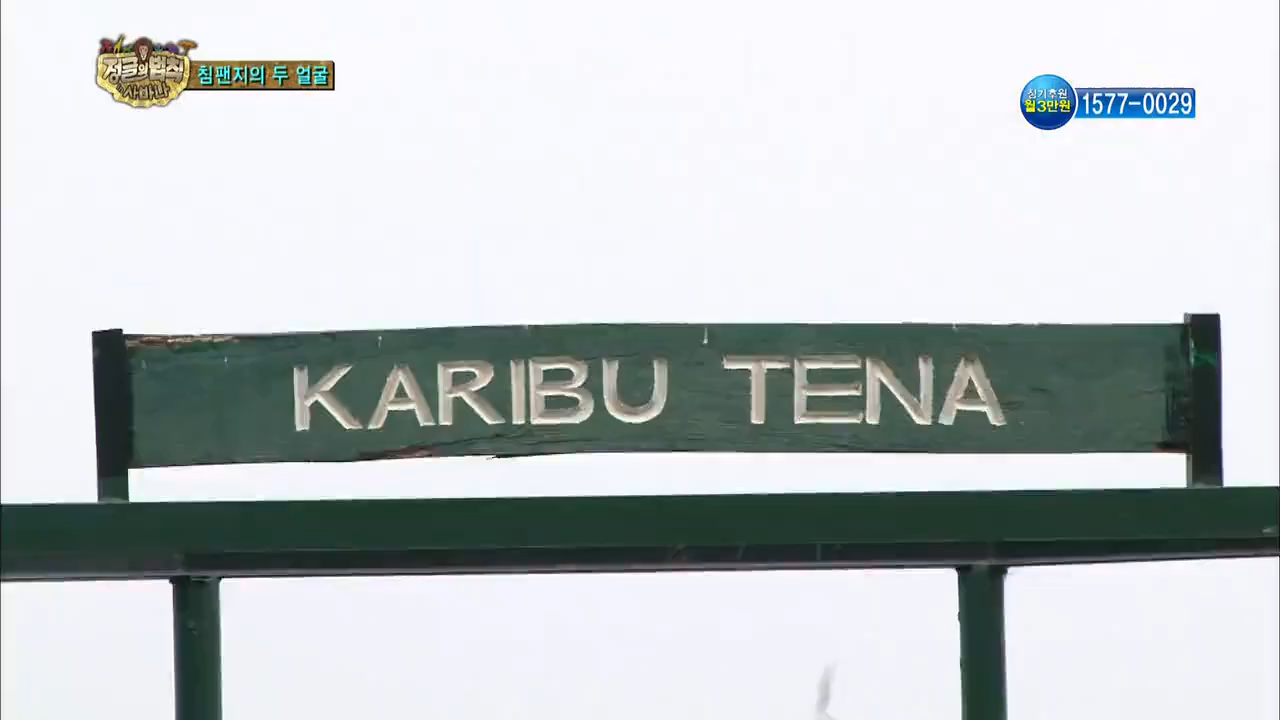 정글의 법칙
in 사바나
침팬지의 두 얼굴
정기후원
월3만원
1577-0029
KARIBU TENA